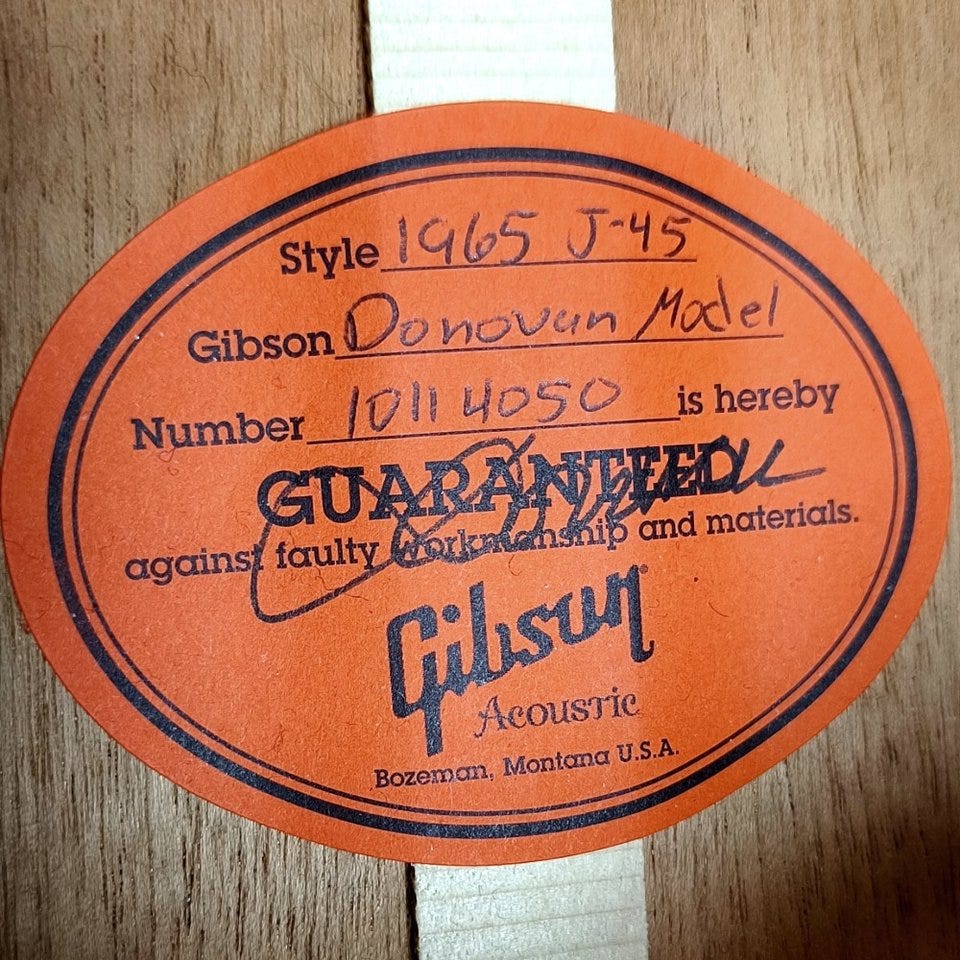 Style 1965 J-45
Gibson Donovan Model
Number 10114050 is hereby
GUARANTEED
against faulty workmanship and materials.
Gibson
Acoustic
Bozeman, Montana U.S.A.